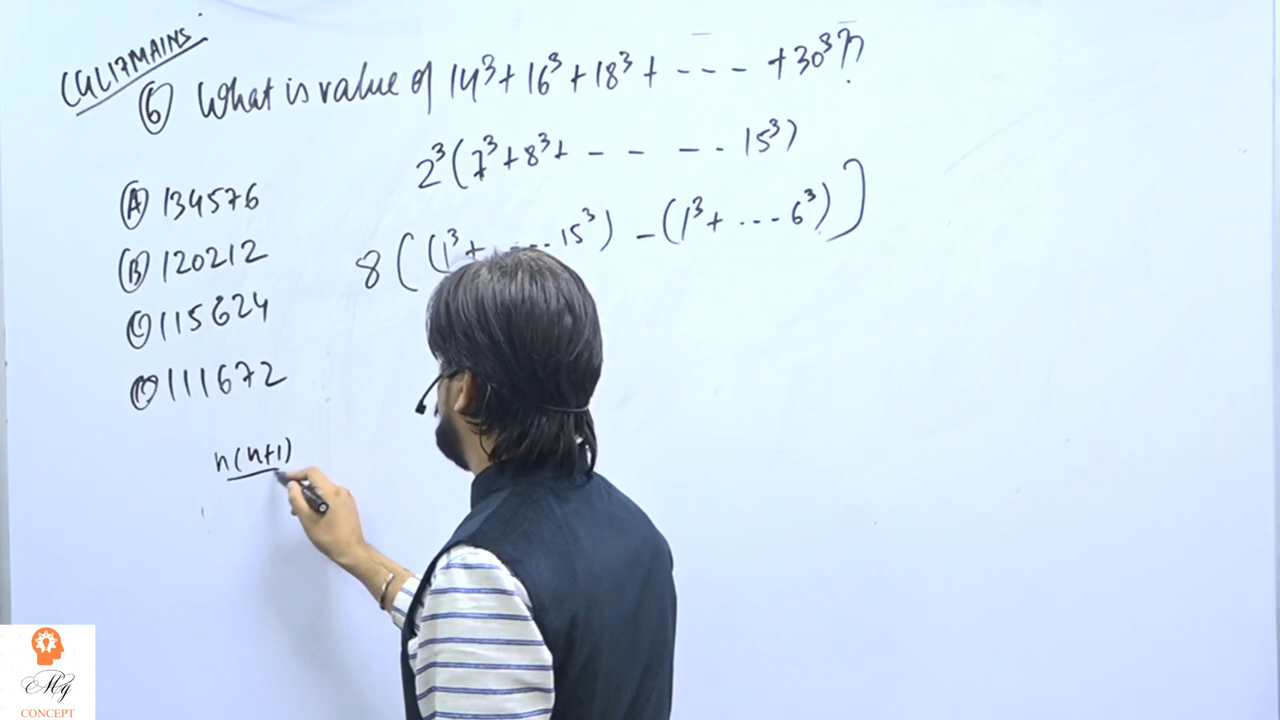 CGL17MAINS
⑥ What is value of 14³+16³+18³+ --- +30³?
2³(7³+8³+ - - -.. 15³)
Ⓐ 134576
8((1³+ ....15³) -(1³+ ...6³))
Ⓑ 120212
Ⓒ 115624
Ⓓ 111672
n(n+1)
Mg
CONCEPT